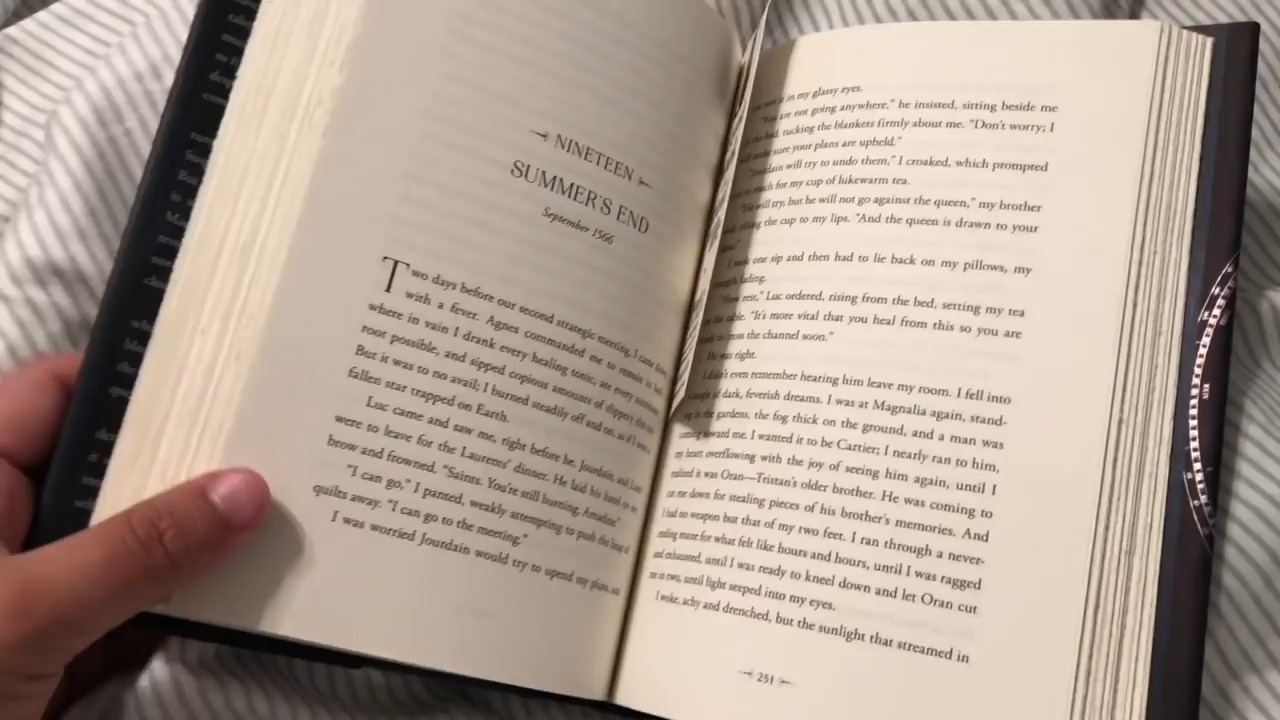 NINETEEN
SUMMER'S END
September 1566
Two days before our second strategic meeting, I came down
with a fever. Agnes commanded me to remain in bed,
where in vain I drank every healing tonic, ate every
root possible, and sipped copious amounts of slippery elm
But it was to no avail; I burned steadily off and on, as if I were a
fallen star trapped on Earth.
Luc came and saw me, right before he, Jourdain, and Liam
were to leave for the Laurents' dinner. He laid his hand to my
brow and frowned. "Saints. You're still burning, Amadine."
"I can go," I panted, weakly attempting to push the heap of
quilts away. "I can go to the meeting."
I was worried Jourdain would try to upend my plans, and
in my glassy eyes.
"You are not going anywhere," he insisted, sitting beside me
the bed, tucking the blankets firmly about me. "Don't worry; I
make sure your plans are upheld."
"Jourdain will try to undo them," I croaked, which prompted
reach for my cup of lukewarm tea.
"He will try, but he will not go against the queen," my brother
tilting the cup to my lips. "And the queen is drawn to your
I one sip and then had to lie back on my pillows, my
fading.
rest," Luc ordered, rising from the bed, setting my tea
the table. "It's more vital that you heal from this so you are
cross the channel soon."
He was right.
I didn't even remember hearing him leave my room. I fell into
of dark, feverish dreams. I was at Magnalia again, stand-
ing in the gardens, the fog thick on the ground, and a man was
coming toward me. I wanted it to be Cartier; I nearly ran to him,
my heart overflowing with the joy of seeing him again, until I
realized it was Oran—Tristan's older brother. He was coming to
cut me down for stealing pieces of his brother's memories. And
I had no weapon but that of my two feet. I ran through a never-
ending maze for what felt like hours and hours, until I was ragged
and exhausted, until I was ready to kneel down and let Oran cut
me in two, until light seeped into my eyes.
I woke, achy and drenched, but the sunlight that streamed in
251